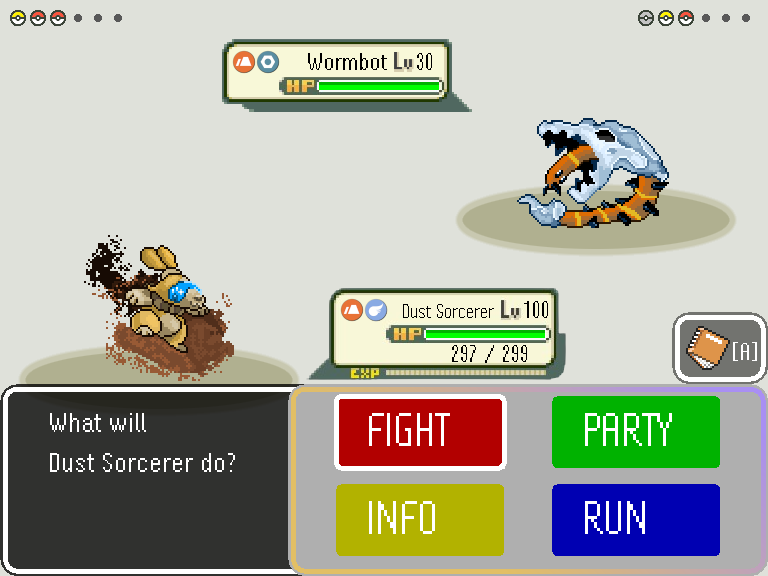 Wormbot Lv30
HP
Dust Sorcerer Lv100
HP
297 / 299
EXP
[A]
What will
Dust Sorcerer do?
FIGHT
PARTY
INFO
RUN